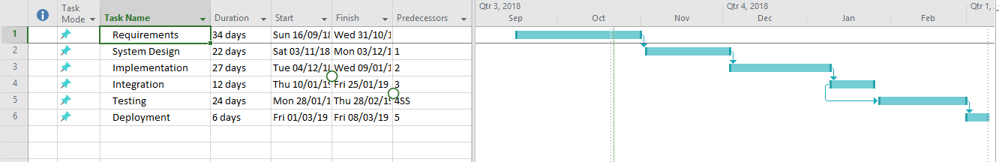 Task Mode Task Name Duration Start Finish Predecessors
Qtr 3, 2018 Qtr 4, 2018 Qtr 1,
Sep Oct Nov Dec Jan Feb
1 Requirements 34 days Sun 16/09/18 Wed 31/10/1
2 System Design 22 days Sat 03/11/18 Mon 03/12/1 1
3 Implementation 27 days Tue 04/12/18 Wed 09/01/1 2
4 Integration 12 days Thu 10/01/19 Fri 25/01/19 3
5 Testing 24 days Mon 28/01/1 Thu 28/02/19 4SS
6 Deployment 6 days Fri 01/03/19 Fri 08/03/19 5